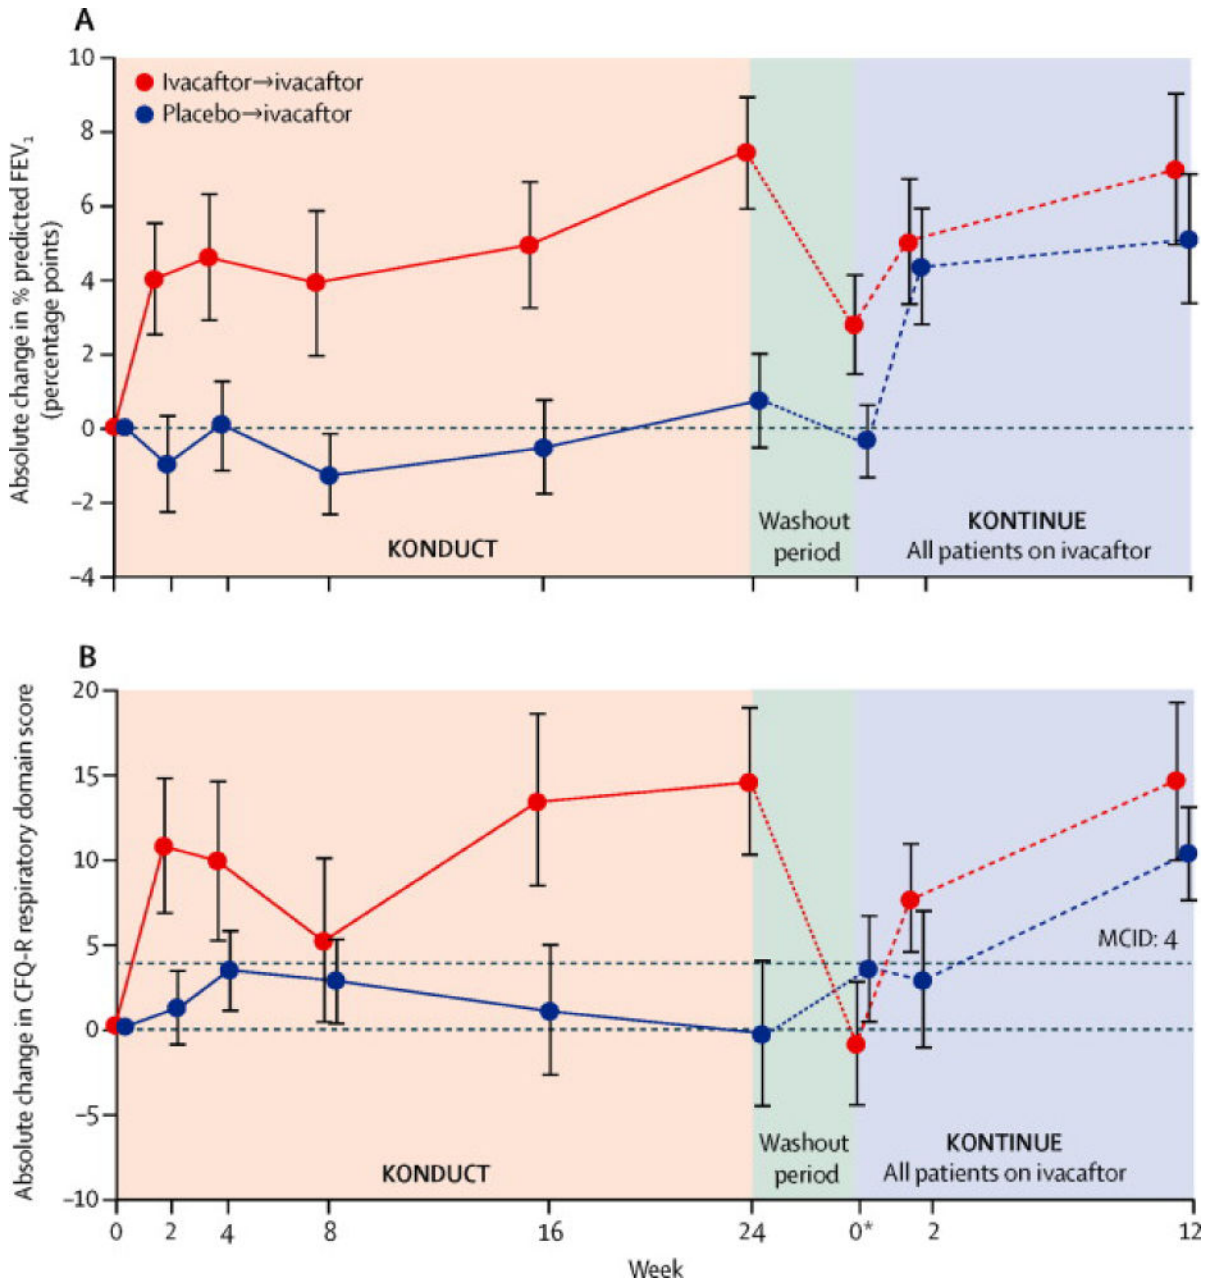 A
10
8
6
4
2
0
−2
−4
Absolute change in % predicted FEV₁
(percentage points)
Ivacaftor→ivacaftor
Placebo→ivacaftor
KONDUCT
Washout
period
KONTINUE
All patients on ivacaftor
B
20
15
10
5
0
−5
−10
Absolute change in CFQ-R respiratory domain score
MCID: 4
KONDUCT
Washout
period
KONTINUE
All patients on ivacaftor
0 2 4 8 16 24 0* 2 12
Week